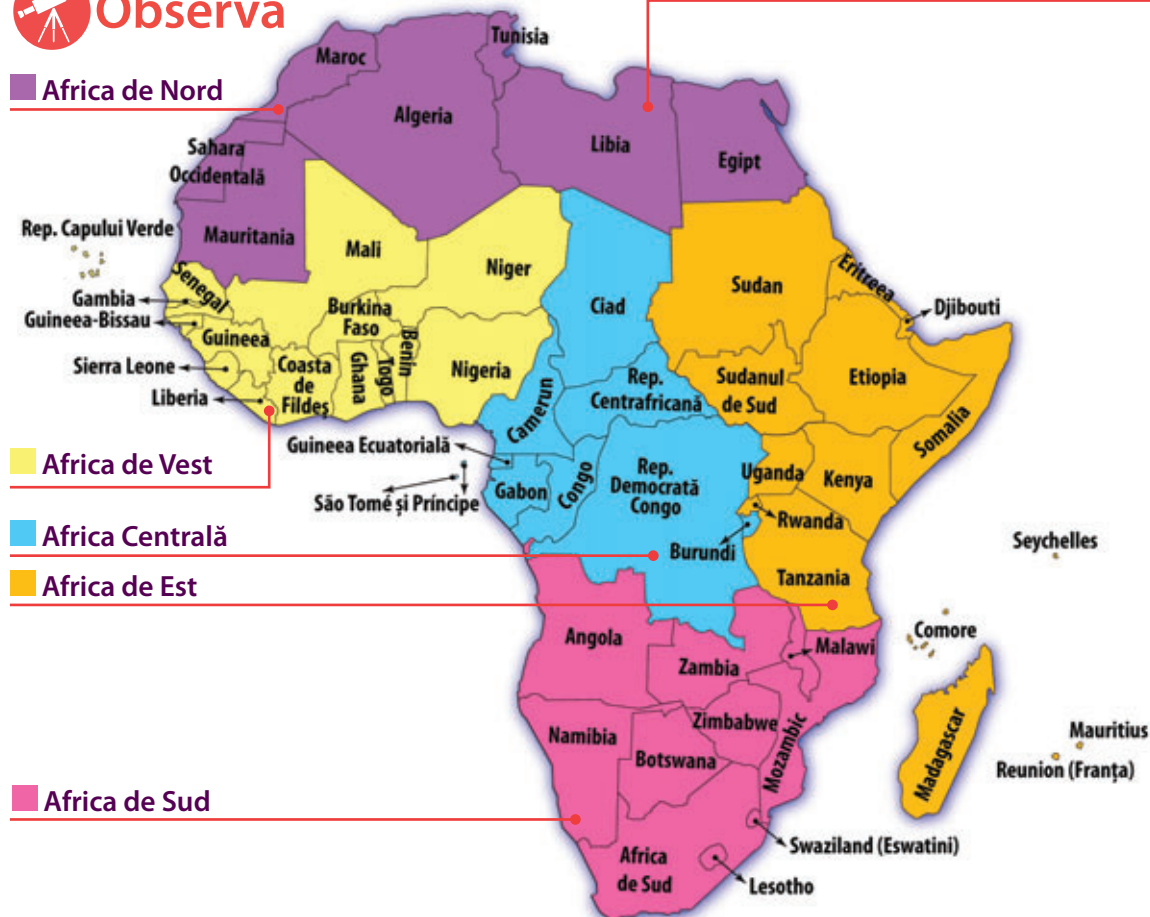 Observă
Africa de Nord
Tunisia
Maroc
Algeria
Libia
Egipt
Sahara
Occidentală
Mauritania
Rep. Capului Verde
Mali
Niger
Ciad
Sudan
Eritreea
Djibouti
Senegal
Gambia
Guineea-Bissau
Guineea
Sierra Leone
Liberia
Burkina
Faso
Coasta
de
Fildeș
Ghana
Togo
Benin
Nigeria
Camerun
Rep.
Centrafricană
Sudanul
de Sud
Etiopia
Somalia
Africa de Vest
Guineea Ecuatorială
São Tomé și Príncipe
Gabon
Congo
Rep.
Democrată
Congo
Uganda
Kenya
Rwanda
Burundi
Tanzania
Seychelles
Africa Centrală
Africa de Est
Comore
Angola
Zambia
Malawi
Zimbabwe
Mozambic
Namibia
Botswana
Madagascar
Mauritius
Reunion (Franța)
Africa de Sud
Swaziland (Eswatini)
Africa
de Sud
Lesotho